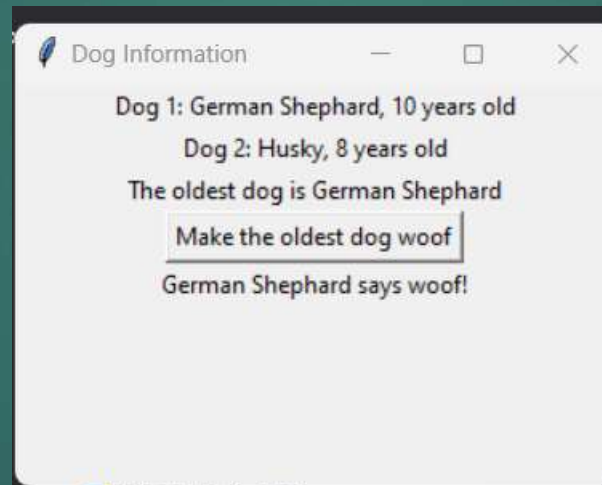 Dog Information
Dog 1: German Shephard, 10 years old
Dog 2: Husky, 8 years old
The oldest dog is German Shephard
Make the oldest dog woof
German Shephard says woof!